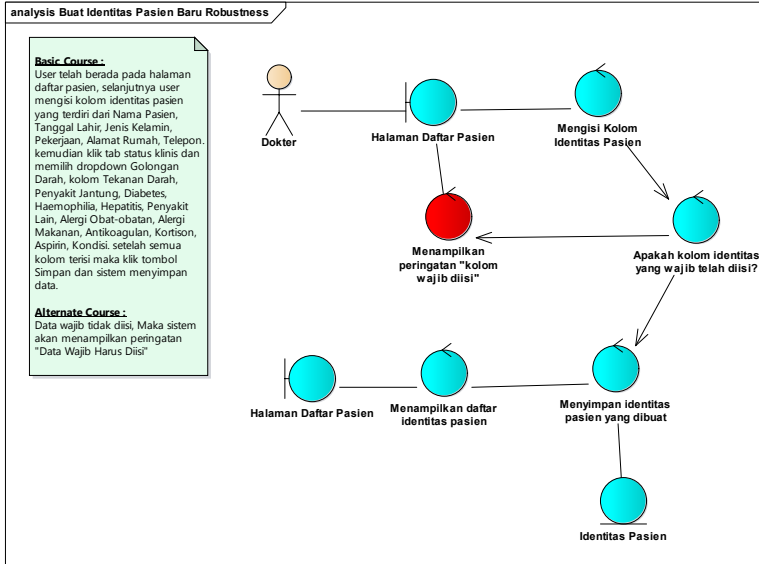 analysis Buat Identitas Pasien Baru Robustness
Basic Course :
User telah berada pada halaman
daftar pasien, selanjutnya user
mengisi kolom identitas pasien
yang terdiri dari Nama Pasien,
Tanggal Lahir, Jenis Kelamin,
Pekerjaan, Alamat Rumah, Telepon.
kemudian klik tab status klinis dan
memilih dropdown Golongan
Darah, kolom Tekanan Darah,
Penyakit Jantung, Diabetes,
Haemophilia, Hepatitis, Penyakit
Lain, Alergi Obat-obatan, Alergi
Makanan, Antikoagulan, Kortison,
Aspirin, Kondisi. setelah semua
kolom terisi maka klik tombol
Simpan dan sistem menyimpan
data.
Alternate Course :
Data wajib tidak diisi, Maka sistem
akan menampilkan peringatan
"Data Wajib Harus Diisi"
Dokter
Halaman Daftar Pasien
Mengisi Kolom
Identitas Pasien
Menampilkan
peringatan "kolom
wajib diisi"
Apakah kolom identitas
yang wajib telah diisi?
Halaman Daftar Pasien
Menampilkan daftar
identitas pasien
Menyimpan identitas
pasien yang dibuat
Identitas Pasien